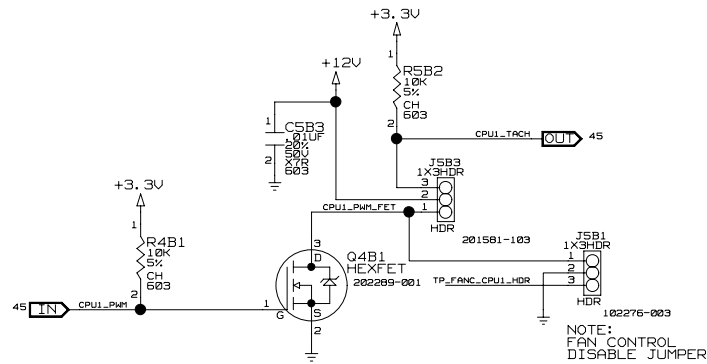 +3.3V
1
R5B2
10K
5%
CH
603
2
CPU1_TACH
OUT 45
+12V
1
C5B3
.01UF
20%
50V
X7R
603
2
J5B3
1X3HDR
3
2
1
HDR
201581-103
+3.3V
1
R4B1
10K
5%
CH
603
2
45 IN CPU1_PWM
CPU1_PWM_FET
3
D
Q4B1
HEXFET
202289-001
1
G
S
2
J5B1
1X3HDR
1
2
3
HDR
TP_FANC_CPU1_HDR
102276-003
NOTE:
FAN CONTROL
DISABLE JUMPER